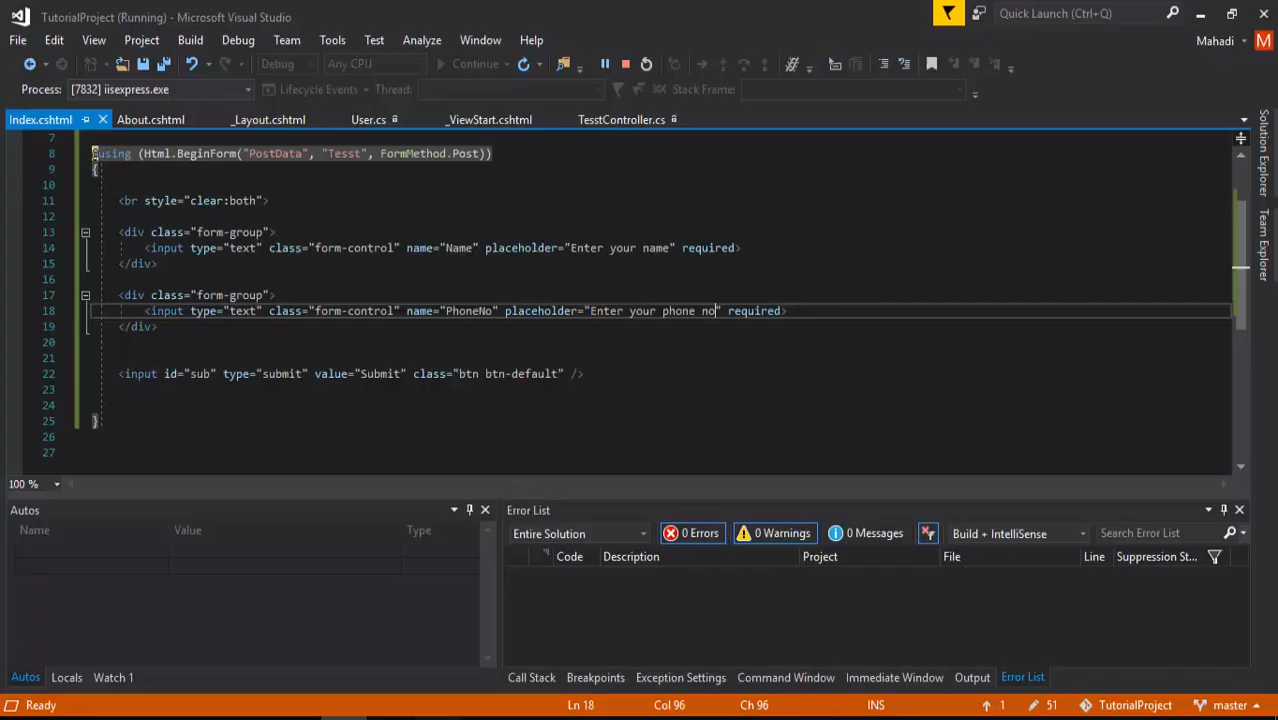 TutorialProject (Running) - Microsoft Visual Studio
Quick Launch (Ctrl+Q)
File Edit View Project Build Debug Team Tools Test Analyze Window Help
Mahadi M
Debug Any CPU Continue
Process: [7832] iisexpress.exe Lifecycle Events Thread: Stack Frame:
Index.cshtml About.cshtml _Layout.cshtml User.cs _ViewStart.cshtml TesstController.cs
Solution Explorer
Team Explorer
7
8 @using (Html.BeginForm("PostData", "Tesst", FormMethod.Post))
9 {
10
11 <br style="clear:both">
12
13 <div class="form-group">
14 <input type="text" class="form-control" name="Name" placeholder="Enter your name" required>
15 </div>
16
17 <div class="form-group">
18 <input type="text" class="form-control" name="PhoneNo" placeholder="Enter your phone no" required>
19 </div>
20
21
22 <input id="sub" type="submit" value="Submit" class="btn btn-default" />
23
24
25 }
26
27
100 %
Autos
Name Value Type
Error List
Entire Solution 0 Errors 0 Warnings 0 Messages Build + IntelliSense Search Error List
Code Description Project File Line Suppression St...
Autos Locals Watch 1
Call Stack Breakpoints Exception Settings Command Window Immediate Window Output Error List
Ready Ln 18 Col 96 Ch 96 INS 1 51 TutorialProject master